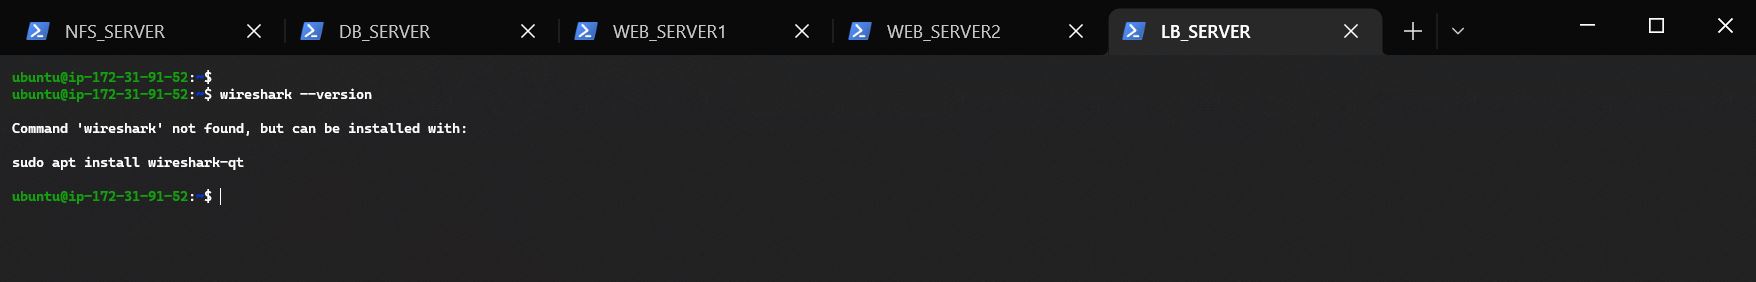 NFS_SERVER DB_SERVER WEB_SERVER1 WEB_SERVER2 LB_SERVER
ubuntu@ip-172-31-91-52:~$
ubuntu@ip-172-31-91-52:~$ wireshark --version
Command 'wireshark' not found, but can be installed with:
sudo apt install wireshark-qt
ubuntu@ip-172-31-91-52:~$